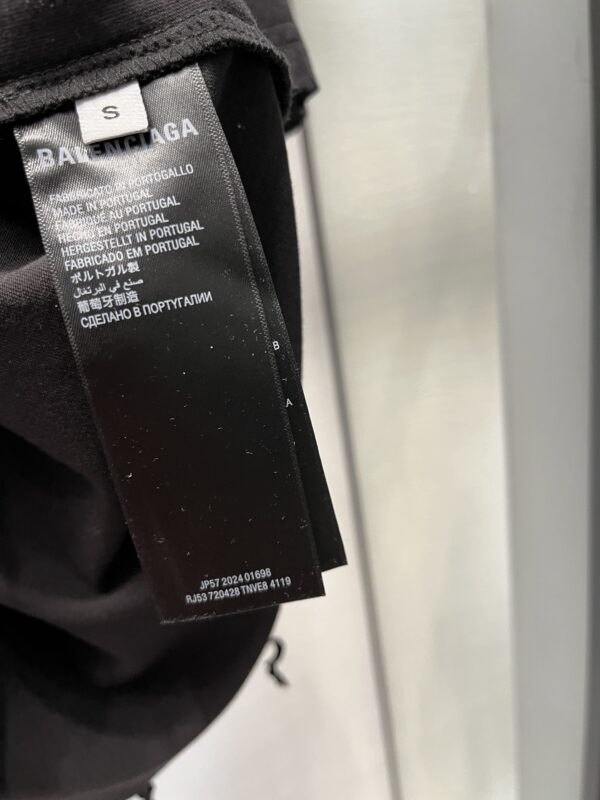 S
BALENCIAGA
FABRICATO IN PORTOGALLO
MADE IN PORTUGAL
FABRIQUÉ AU PORTUGAL
HECHO EN PORTUGAL
HERGESTELLT IN PORTUGAL
FABRICADO EM PORTUGAL
ポルトガル製
صنع في البرتغال
葡萄牙制造
СДЕЛАНО В ПОРТУГАЛИИ
B
A
JP57 2024 01698
RJ53 720428 TNVE8 4119